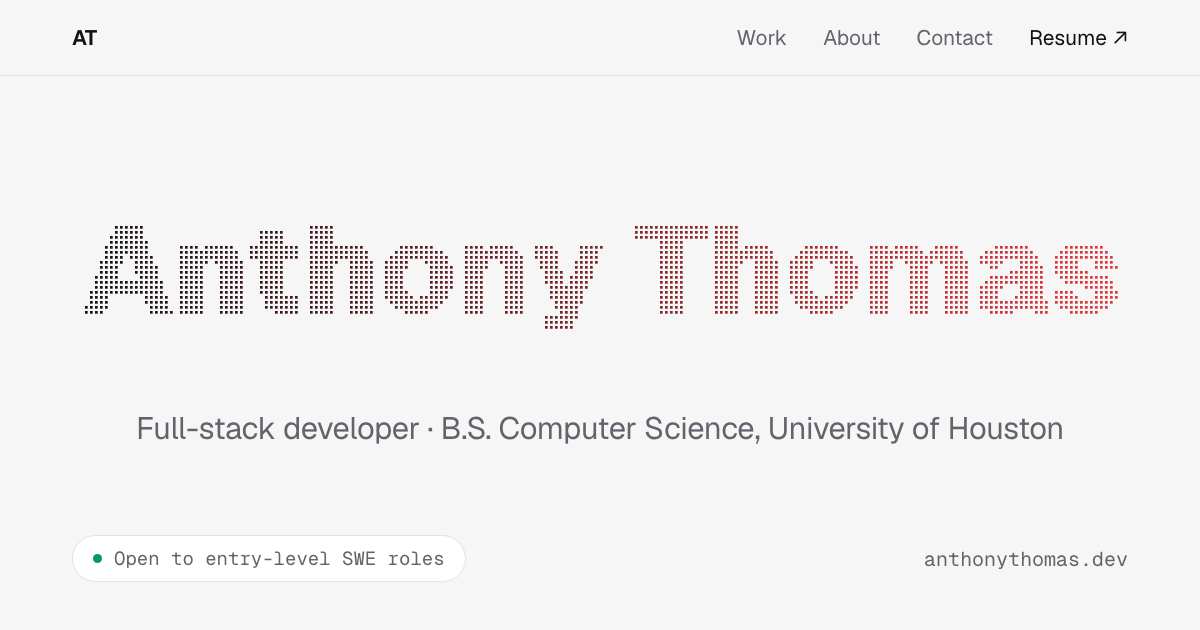 AT
Work About Contact Resume ↗
Anthony Thomas
Full-stack developer · B.S. Computer Science, University of Houston
Open to entry-level SWE roles
anthonythomas.dev